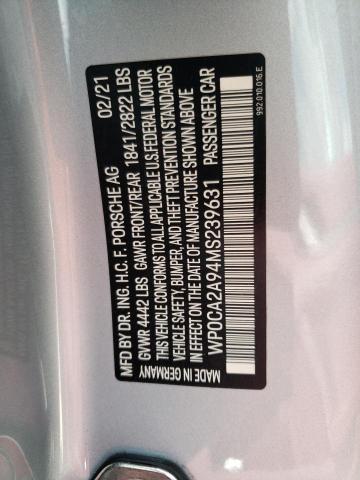 MFD BY DR. ING. H.C. F. PORSCHE AG 02/21
GVWR 4442 LBS GAWR FRONT/REAR 1841/2822 LBS
THIS VEHICLE CONFORMS TO ALL APPLICABLE U.S. FEDERAL MOTOR
VEHICLE SAFETY, BUMPER, AND THEFT PREVENTION STANDARDS
IN EFFECT ON THE DATE OF MANUFACTURE SHOWN ABOVE
WP0CA2A94MS239631 PASSENGER CAR
MADE IN GERMANY
992.010.016.E